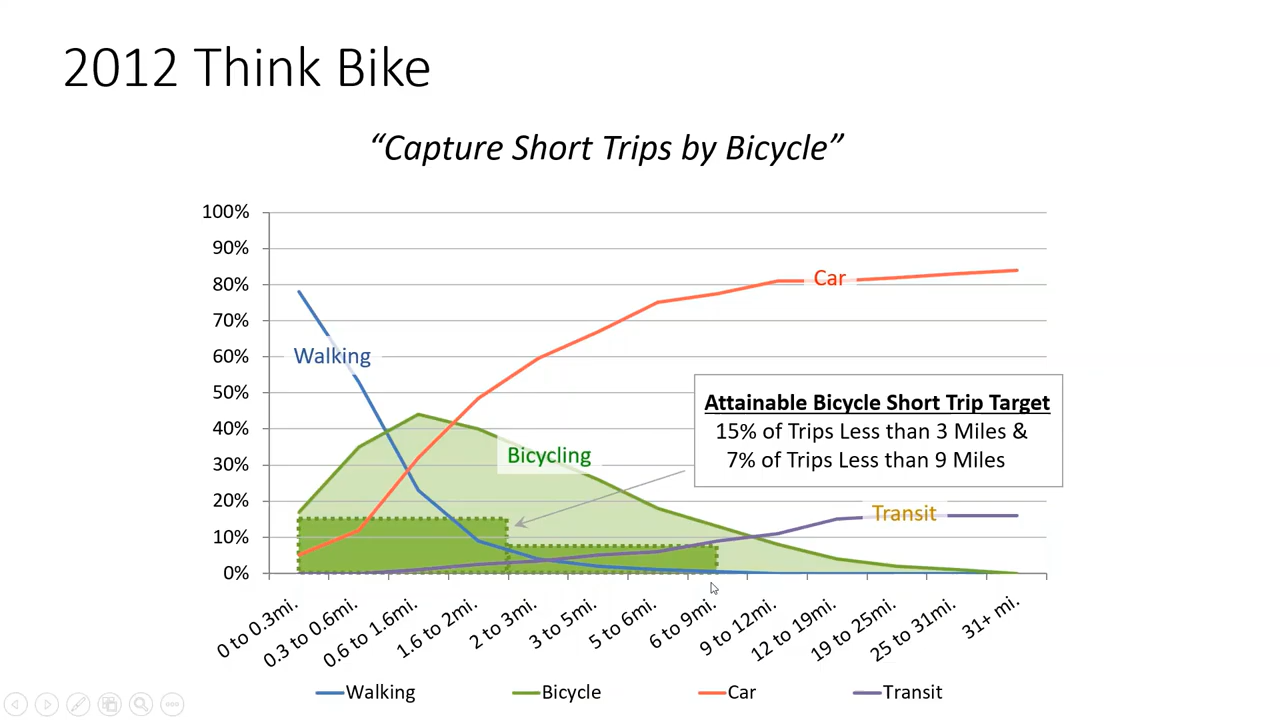 2012 Think Bike
“Capture Short Trips by Bicycle”
100%
90%
80%
70%
60%
50%
40%
30%
20%
10%
0%
Car
Walking
Attainable Bicycle Short Trip Target
15% of Trips Less than 3 Miles &
7% of Trips Less than 9 Miles
Bicycling
Transit
0 to 0.3mi.
0.3 to 0.6mi.
0.6 to 1.6mi.
1.6 to 2mi.
2 to 3mi.
3 to 5mi.
5 to 6mi.
6 to 9mi.
9 to 12mi.
12 to 19mi.
19 to 25mi.
25 to 31mi.
31+ mi.
Walking
Bicycle
Car
Transit